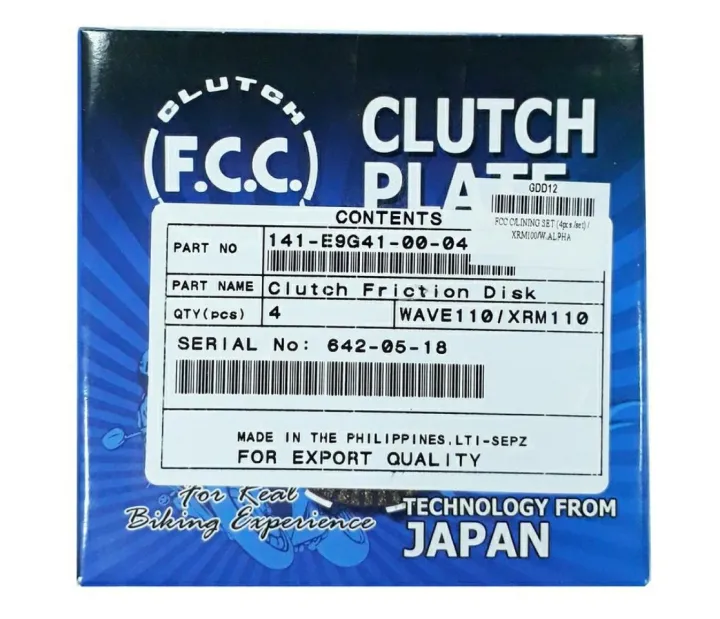 CLUTCH
F.C.C.
CLUTCH
PLATE
GDD12
FCC C/LINING SET (4pcs./set) /
XRM100/W.ALPHA
CONTENTS
PART NO 141-E9G41-00-04
PART NAME Clutch Friction Disk
QTY(pcs) 4 WAVE110/XRM110
SERIAL No: 642-05-18
MADE IN THE PHILIPPINES.LTI-SEPZ
FOR EXPORT QUALITY
For Real
Biking Experience
TECHNOLOGY FROM
JAPAN